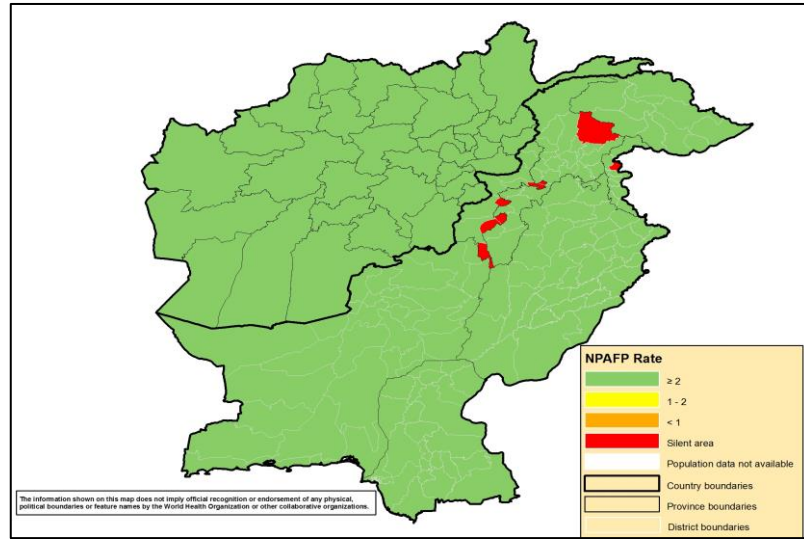 NPAFP Rate
≥ 2
1 - 2
< 1
Silent area
Population data not available
Country boundaries
Province boundaries
District boundaries
The information shown on this map does not imply official recognition or endorsement of any physical,
political boundaries or feature names by the World Health Organization or other collaborative organizations.